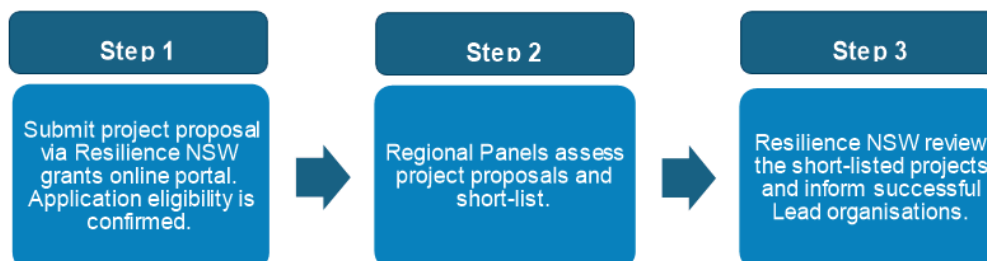 Step 1
Submit project proposal
via Resilience NSW
grants online portal.
Application eligibility is
confirmed.
Step 2
Regional Panels assess
project proposals and
short-list.
Step 3
Resilience NSW review
the short-listed projects
and inform successful
Lead organisations.